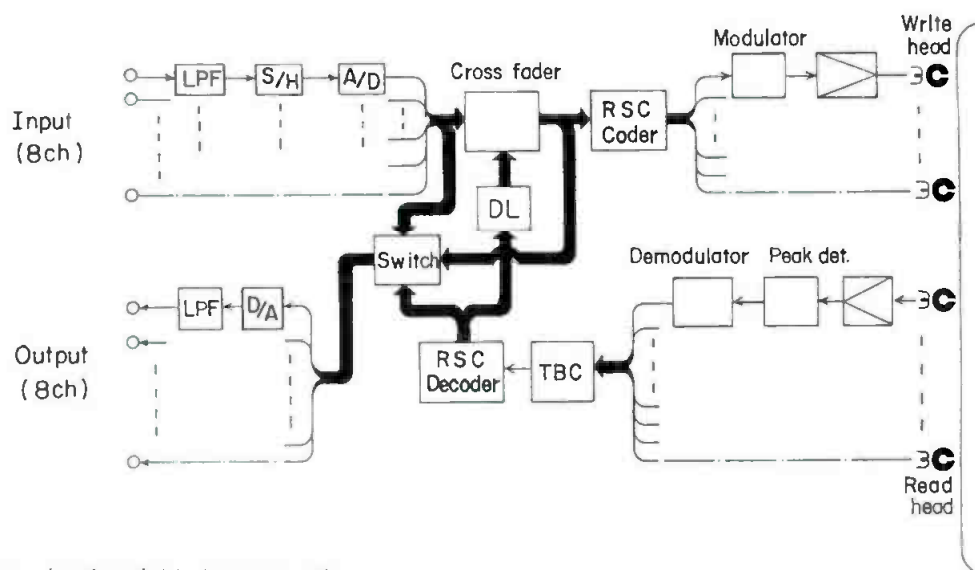 Write
head
Modulator
LPF
S/H
A/D
Cross fader
Input
(8ch)
RSC
Coder
DL
Switch
Demodulator
Peak det.
LPF
D/A
Output
(8ch)
RSC
Decoder
TBC
Read
head